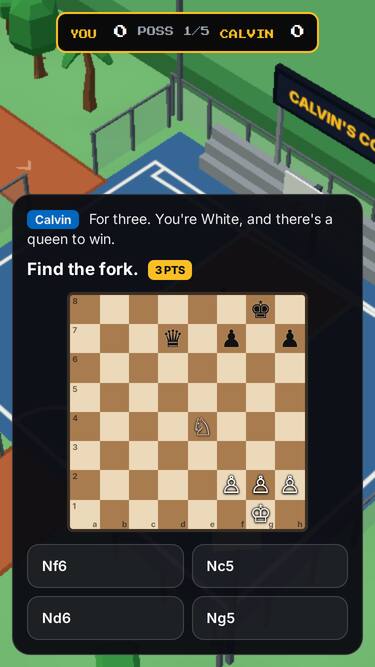 YOU 0 POSS 1/5 CALVIN 0
CALVIN'S CO
Calvin For three. You're White, and there's a
queen to win.
Find the fork. 3 PTS
8
7
6
5
4
3
2
1
a b c d e f g h
Nf6 Nc5
Nd6 Ng5